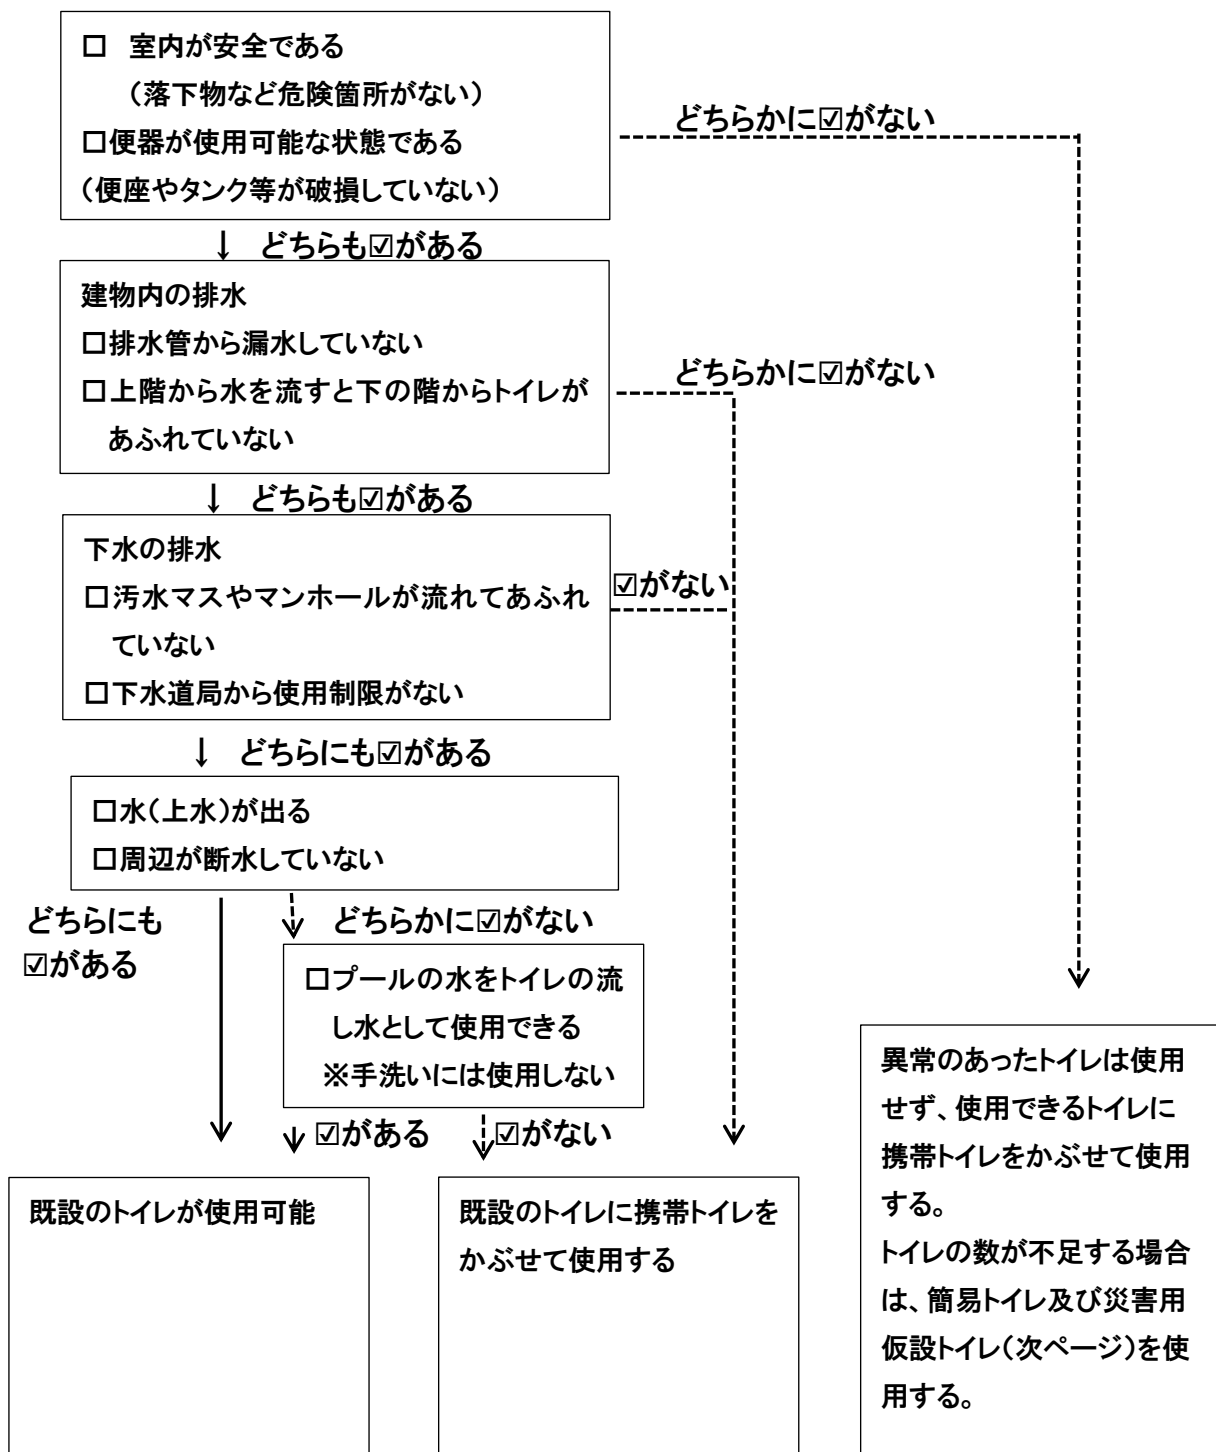 □ 室内が安全である
(落下物など危険箇所がない)
どちらかに☑がない
□便器が使用可能な状態である
(便座やタンク等が破損していない)
↓ どちらも☑がある
建物内の排水
□排水管から漏水していない
どちらかに☑がない
□上階から水を流すと下の階からトイレが
あふれていない
↓ どちらも☑がある
下水の排水
☑がない
□汚水マスやマンホールが流れてあふれ
ていない
□下水道局から使用制限がない
↓ どちらにも☑がある
□水(上水)が出る
□周辺が断水していない
どちらにも
☑がある
どちらかに☑がない
□プールの水をトイレの流
し水として使用できる
※手洗いには使用しない
☑がある
☑がない
既設のトイレが使用可能
既設のトイレに携帯トイレを
かぶせて使用する
異常のあったトイレは使用
せず、使用できるトイレに
携帯トイレをかぶせて使用
する。
トイレの数が不足する場合
は、簡易トイレ及び災害用
仮設トイレ(次ページ)を使
用する。